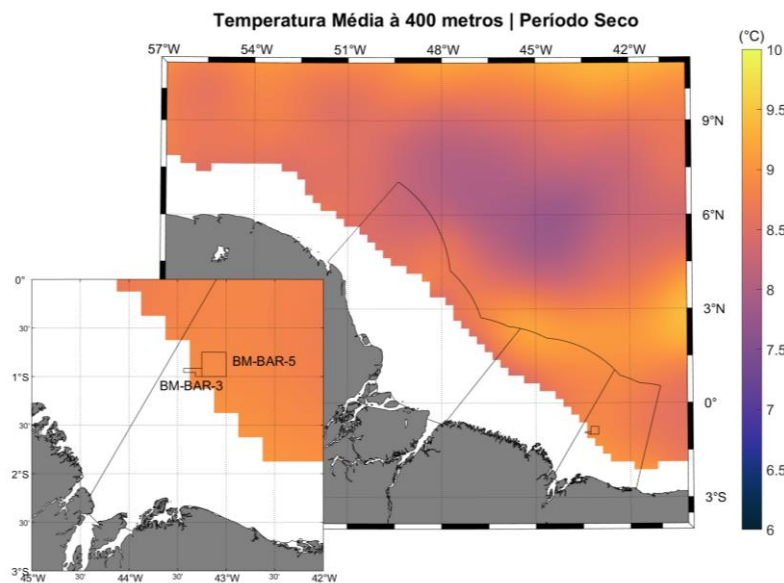 Temperatura Média à 400 metros | Período Seco
57°W 54°W 51°W 48°W 45°W 42°W
(°C)
10
9.5
9
8.5
8
7.5
7
6.5
6
9°N
6°N
3°N
0°
3°S
0°
30'
1°S
30'
2°S
30'
3°S
BM-BAR-5
BM-BAR-3
45°W 30' 44°W 30' 43°W 30' 42°W